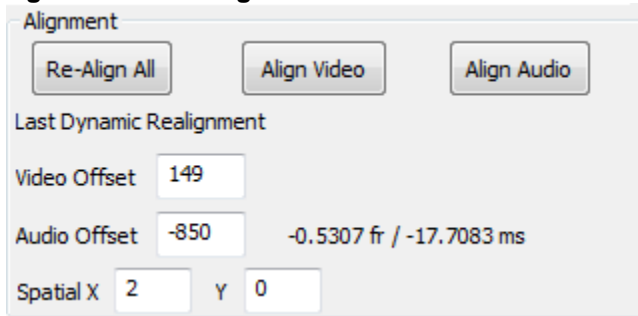 Alignment
Re-Align All Align Video Align Audio
Last Dynamic Realignment
Video Offset 149
Audio Offset -850 -0.5307 fr / -17.7083 ms
Spatial X 2 Y 0